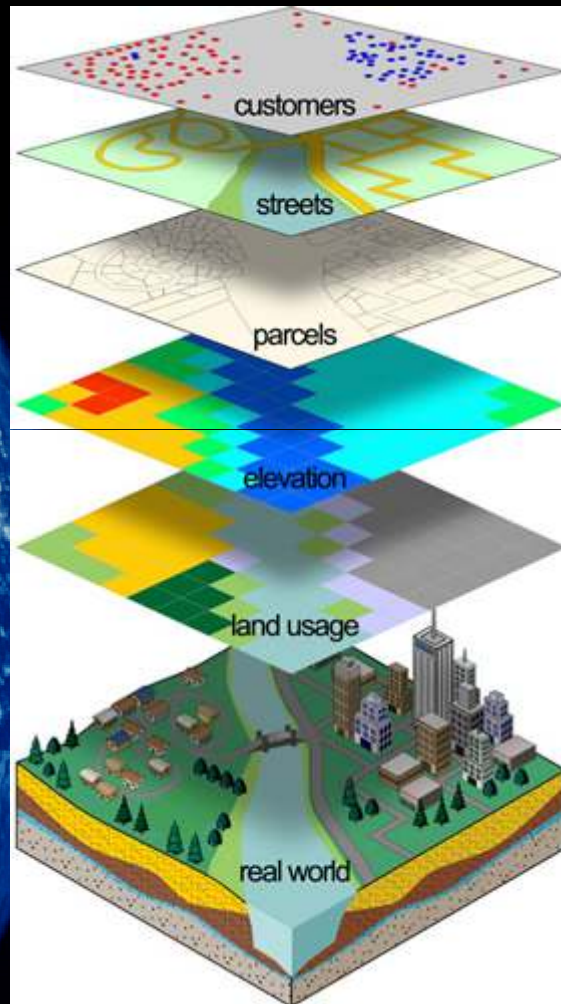 customers
streets
parcels
elevation
land usage
real world